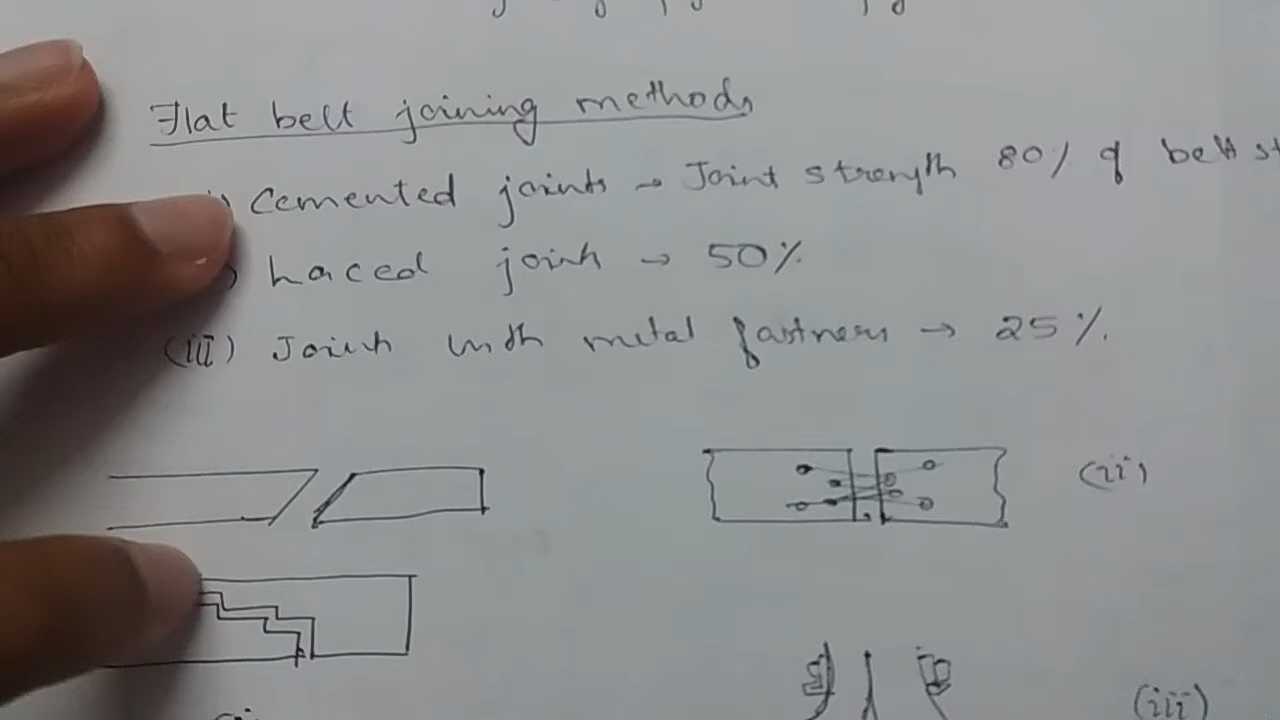 Flat belt joining methods
) Cemented joints → Joint strength 80% of belt st
) Laced joint → 50%
(iii) Joint with metal fastners → 25%.
(ii)
(iii)